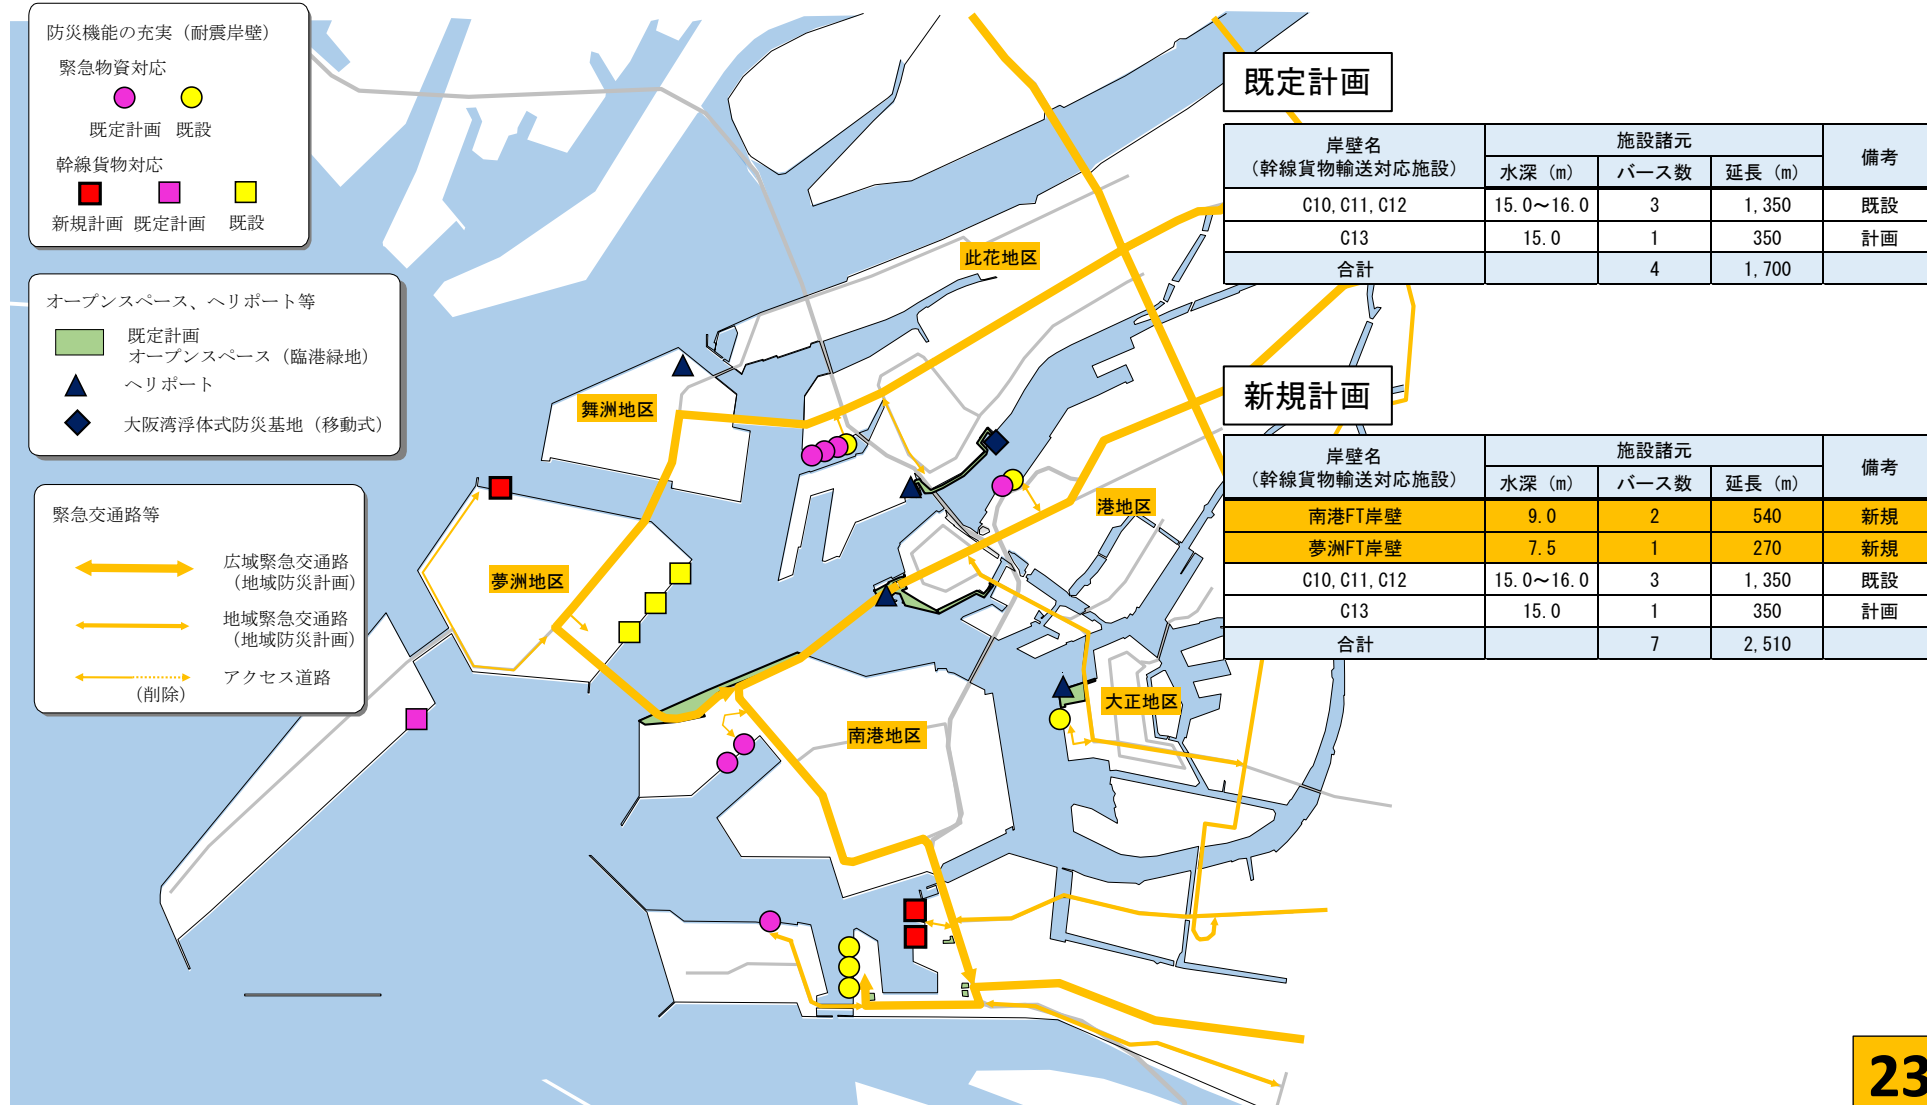 防災機能の充実（耐震岸壁）
緊急物資対応
既定計画 既設
幹線貨物対応
新規計画 既定計画 既設
オープンスペース、ヘリポート等
既定計画
オープンスペース（臨港緑地）
ヘリポート
大阪湾浮体式防災基地（移動式）
緊急交通路等
広域緊急交通路
（地域防災計画）
地域緊急交通路
（地域防災計画）
アクセス道路
(削除)
此花地区
舞洲地区
港地区
夢洲地区
大正地区
南港地区
既定計画
岸壁名
（幹線貨物輸送対応施設） 施設諸元 備考
水深（m） バース数 延長（m）
C10,C11,C12 15.0～16.0 3 1,350 既設
C13 15.0 1 350 計画
合計 4 1,700
新規計画
岸壁名
（幹線貨物輸送対応施設） 施設諸元 備考
水深（m） バース数 延長（m）
南港FT岸壁 9.0 2 540 新規
夢洲FT岸壁 7.5 1 270 新規
C10,C11,C12 15.0～16.0 3 1,350 既設
C13 15.0 1 350 計画
合計 7 2,510
23